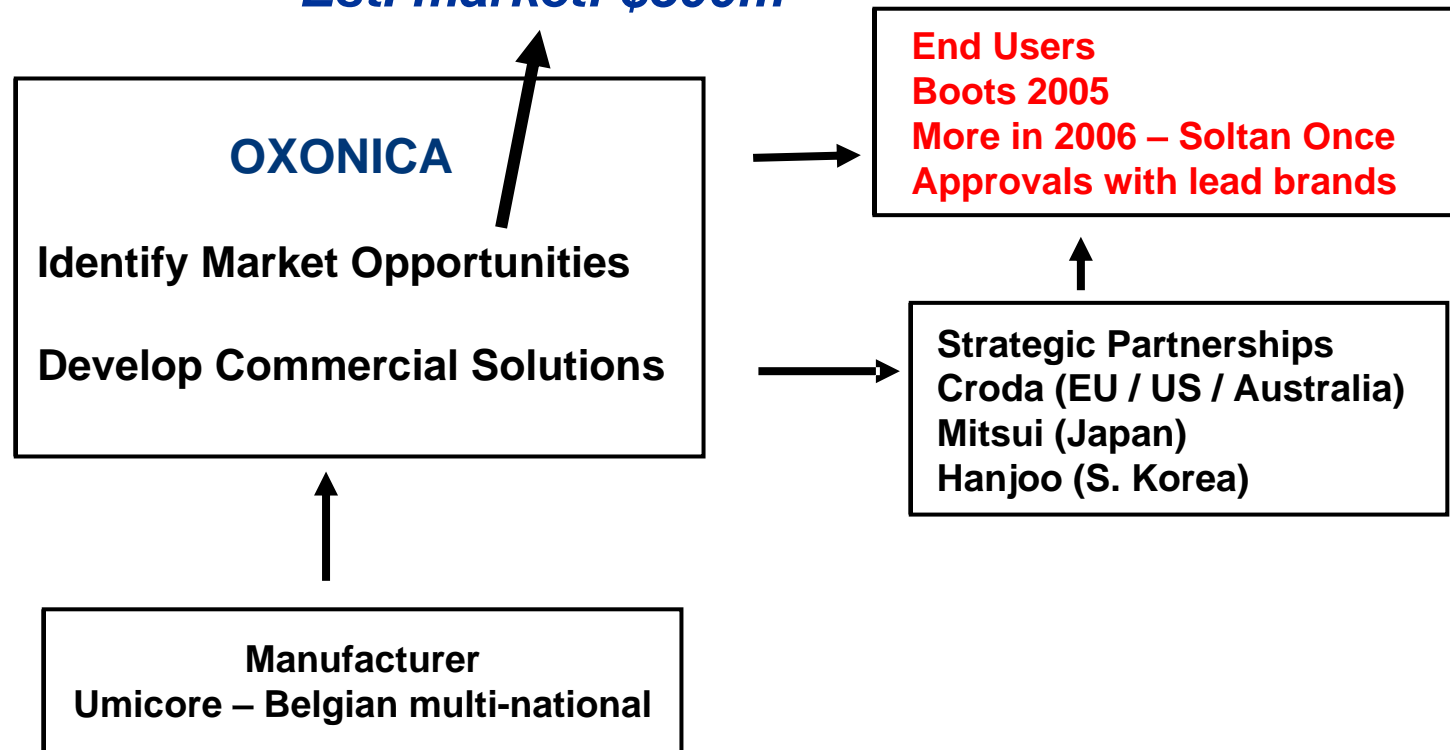 OXONICA
Identify Market Opportunities
Develop Commercial Solutions
End Users
Boots 2005
More in 2006 – Soltan Once
Approvals with lead brands
Strategic Partnerships
Croda (EU / US / Australia)
Mitsui (Japan)
Hanjoo (S. Korea)
Manufacturer
Umicore – Belgian multi-national